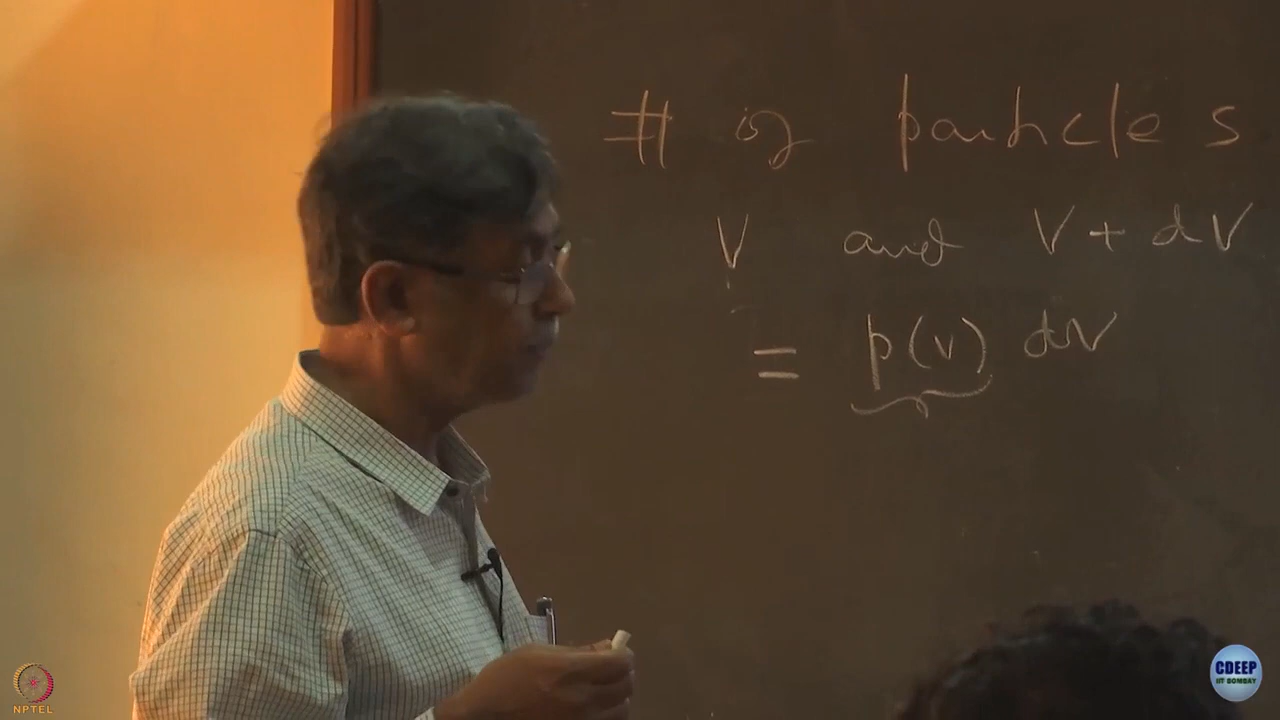 # of particles
V and V + dV
= p(v) dV
NPTEL
CDEEP
IIT BOMBAY